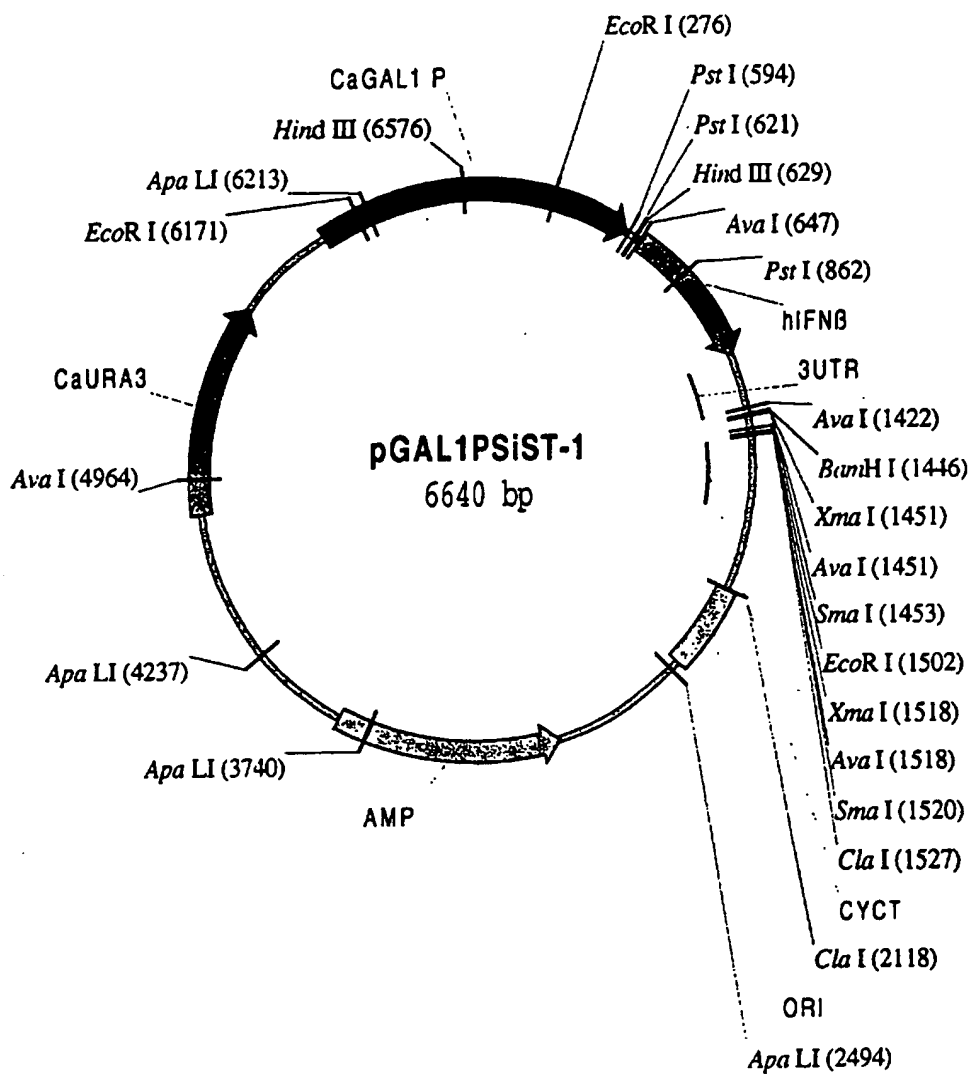 EcoR I (276)
CaGAL1 P
Pst I (594)
Hind III (6576)
Pst I (621)
Apa LI (6213)
Hind III (629)
EcoR I (6171)
Ava I (647)
Pst I (862)
hIFNß
CaURA3
3UTR
Ava I (1422)
pGAL1PSiST-1
6640 bp
Ava I (4964)
BamH I (1446)
Xma I (1451)
Ava I (1451)
Sma I (1453)
EcoR I (1502)
Apa LI (4237)
Xma I (1518)
Ava I (1518)
Apa LI (3740)
Sma I (1520)
AMP
Cla I (1527)
CYCT
Cla I (2118)
ORI
Apa LI (2494)